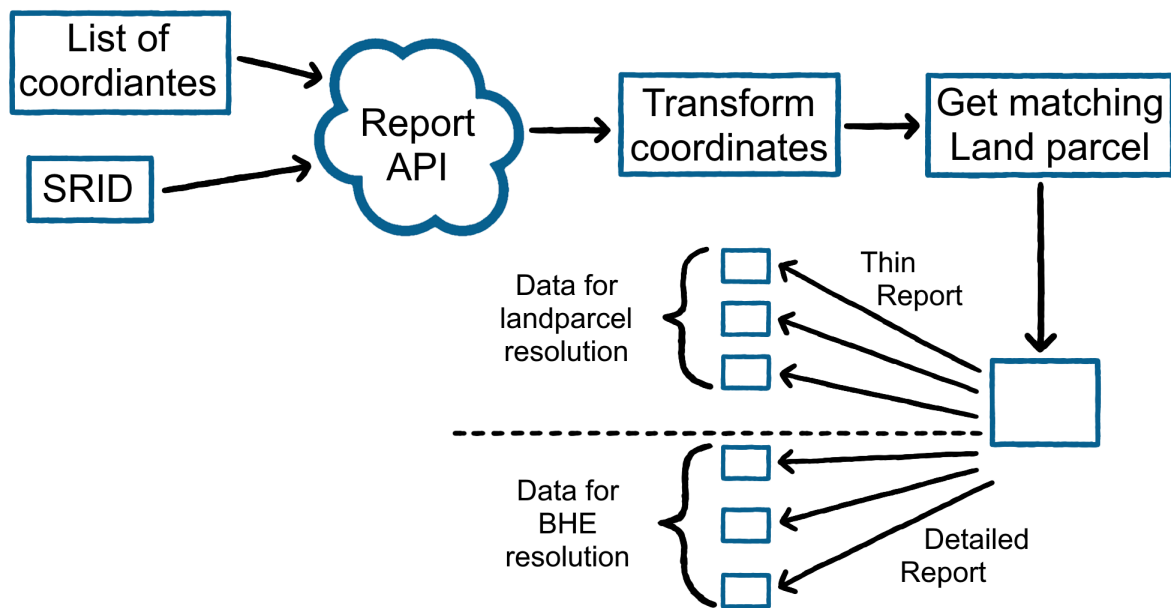 List of
coordiantes
SRID
Report
API
Transform
coordinates
Get matching
Land parcel
Thin
Report
Data for
landparcel
resolution
Data for
BHE
resolution
Detailed
Report